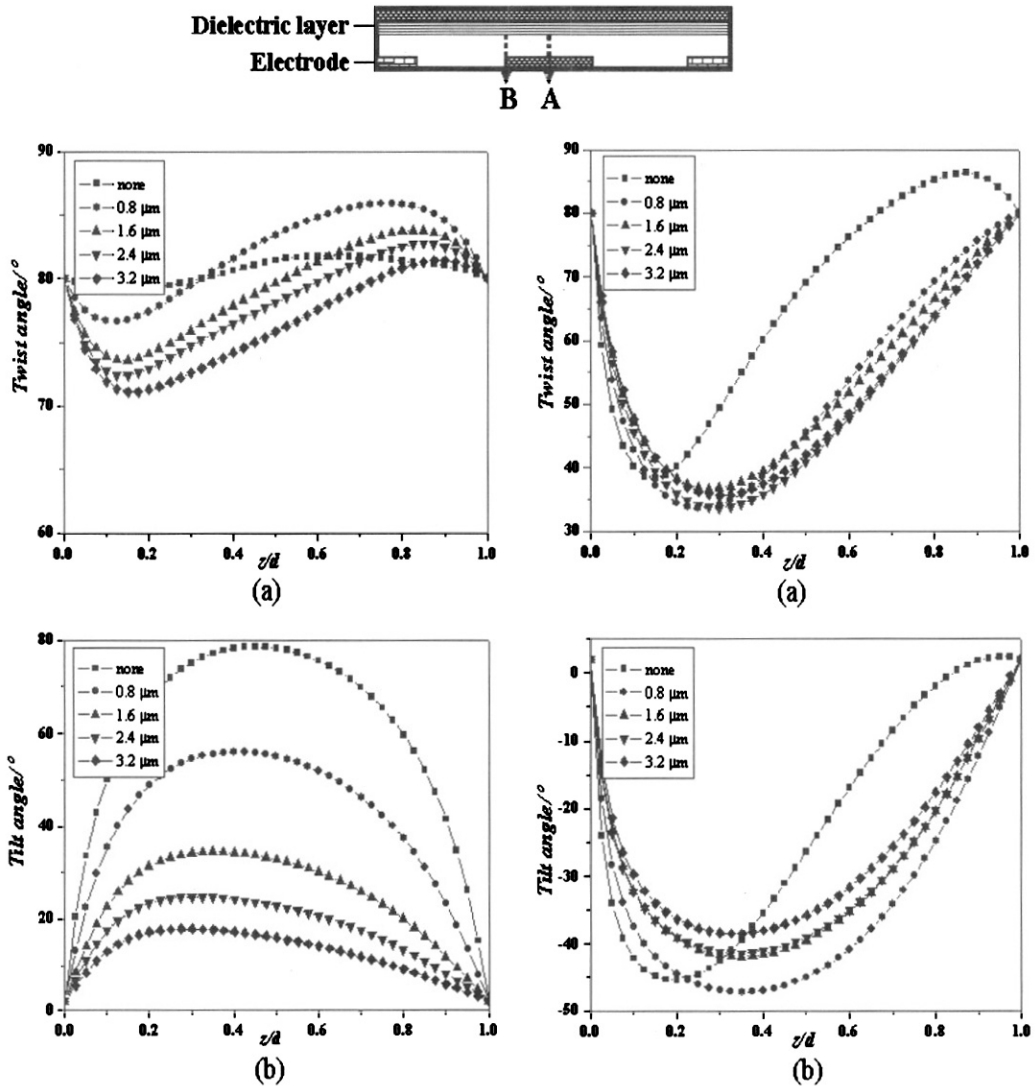 Dielectric layer
Electrode
B A
90
80
70
60
Twist angle/°
none
0.8 μm
1.6 μm
2.4 μm
3.2 μm
0.0 0.2 0.4 0.6 0.8 1.0
z/d
(a)
90
80
70
60
50
40
30
Twist angle/°
none
0.8 μm
1.6 μm
2.4 μm
3.2 μm
0.0 0.2 0.4 0.6 0.8 1.0
z/d
(a)
80
60
40
20
0
Tilt angle/°
none
0.8 μm
1.6 μm
2.4 μm
3.2 μm
0.0 0.2 0.4 0.6 0.8 1.0
z/d
(b)
0
-10
-20
-30
-40
-50
Tilt angle/°
none
0.8 μm
1.6 μm
2.4 μm
3.2 μm
0.0 0.2 0.4 0.6 0.8 1.0
z/d
(b)